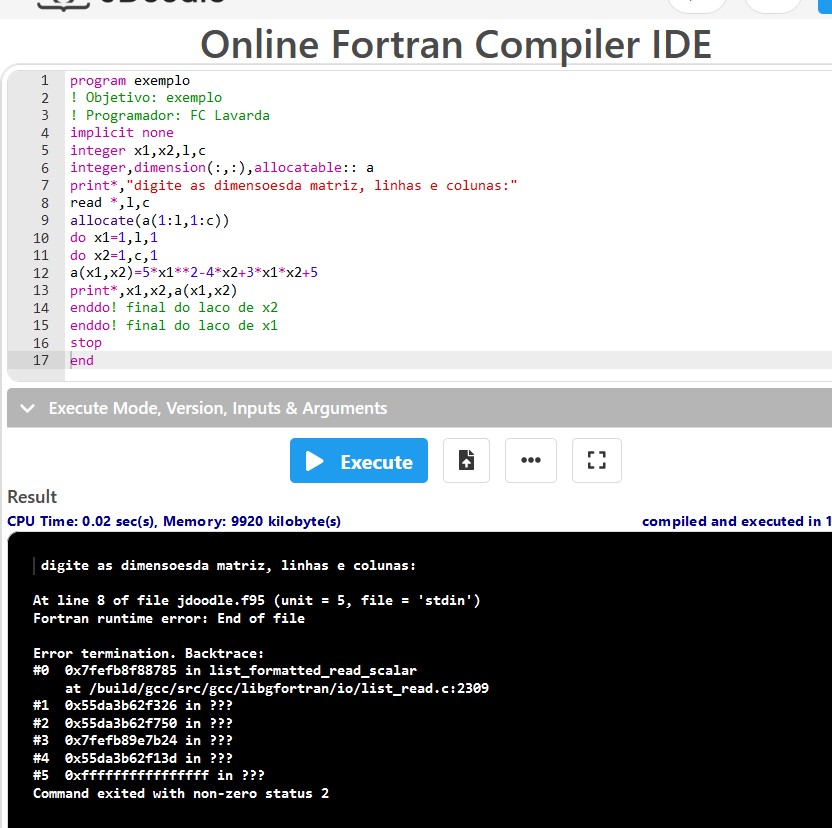 Online Fortran Compiler IDE
1 program exemplo
2 ! Objetivo: exemplo
3 ! Programador: FC Lavarda
4 implicit none
5 integer x1,x2,l,c
6 integer,dimension(:,:),allocatable:: a
7 print*,"digite as dimensoesda matriz, linhas e colunas:"
8 read *,l,c
9 allocate(a(1:l,1:c))
10 do x1=1,l,1
11 do x2=1,c,1
12 a(x1,x2)=5*x1**2-4*x2+3*x1*x2+5
13 print*,x1,x2,a(x1,x2)
14 enddo! final do laco de x2
15 enddo! final do laco de x1
16 stop
17 end
Execute Mode, Version, Inputs & Arguments
Execute
Result
CPU Time: 0.02 sec(s), Memory: 9920 kilobyte(s) compiled and executed in 1
digite as dimensoesda matriz, linhas e colunas:
At line 8 of file jdoodle.f95 (unit = 5, file = 'stdin')
Fortran runtime error: End of file
Error termination. Backtrace:
#0 0x7fefb8f88785 in list_formatted_read_scalar
at /build/gcc/src/gcc/libgfortran/io/list_read.c:2309
#1 0x55da3b62f326 in ???
#2 0x55da3b62f750 in ???
#3 0x7fefb89e7b24 in ???
#4 0x55da3b62f13d in ???
#5 0xffffffffffffffff in ???
Command exited with non-zero status 2